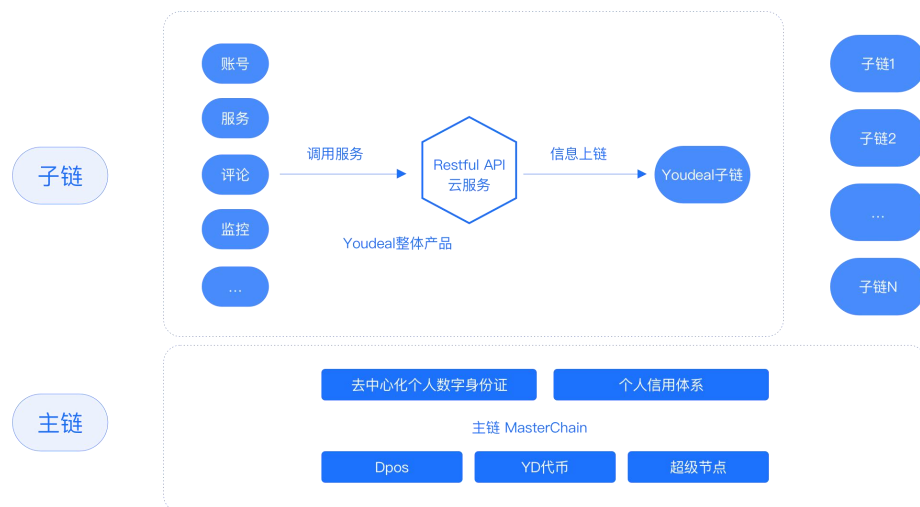 子链
账号
服务
评论
监控
…
调用服务
Restful API
云服务
信息上链
Youdeal子链
Youdeal整体产品
子链1
子链2
…
子链N
主链
去中心化个人数字身份证
个人信用体系
主链 MasterChain
Dpos
YD代币
超级节点